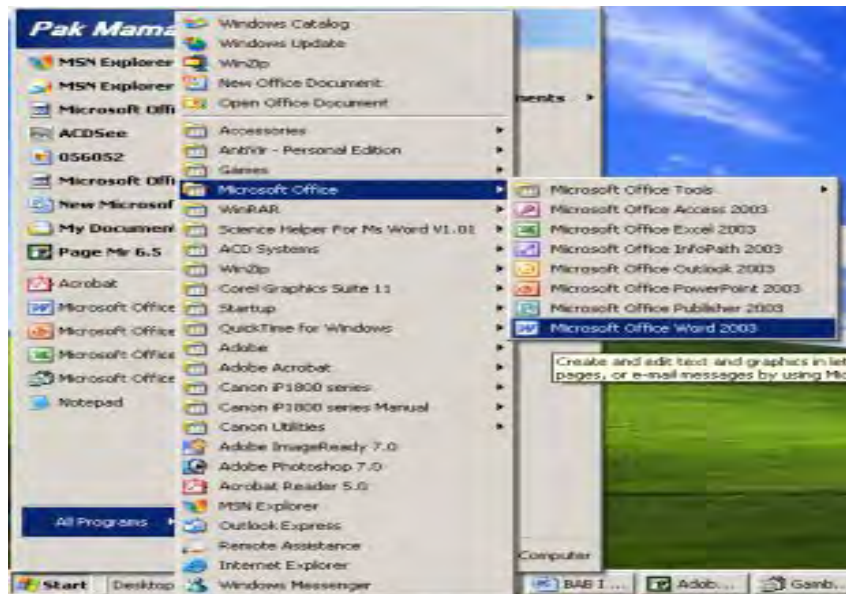 Pak Mama
MSN Explorer
MSN Explorer
Microsoft Offi
ACDSee
056052
Microsoft Offi
New Microsof
My Documen
Page Mr 6.5
Acrobat
Microsoft Office
Microsoft Office
Microsoft Office
Microsoft Office
Notepad
All Programs
Windows Catalog
Windows Update
WinZip
New Office Document
Open Office Document
Accessories
AntiVir - Personal Edition
Games
Microsoft Office
WinRAR
Science Helper For Ms Word V1.01
ACD Systems
WinZip
Corel Graphics Suite 11
Startup
QuickTime for Windows
Adobe
Adobe Acrobat
Canon iP1800 series
Canon iP1800 series Manual
Canon Utilities
Adobe ImageReady 7.0
Adobe Photoshop 7.0
Acrobat Reader 5.0
MSN Explorer
Outlook Express
Remote Assistance
Internet Explorer
Windows Messenger
ments
Microsoft Office Tools
Microsoft Office Access 2003
Microsoft Office Excel 2003
Microsoft Office InfoPath 2003
Microsoft Office Outlook 2003
Microsoft Office PowerPoint 2003
Microsoft Office Publisher 2003
Microsoft Office Word 2003
Create and edit text and graphics in let
pages, or e-mail messages by using Mic
Computer
Start Desktop BAB I ... Adob... Gamb...